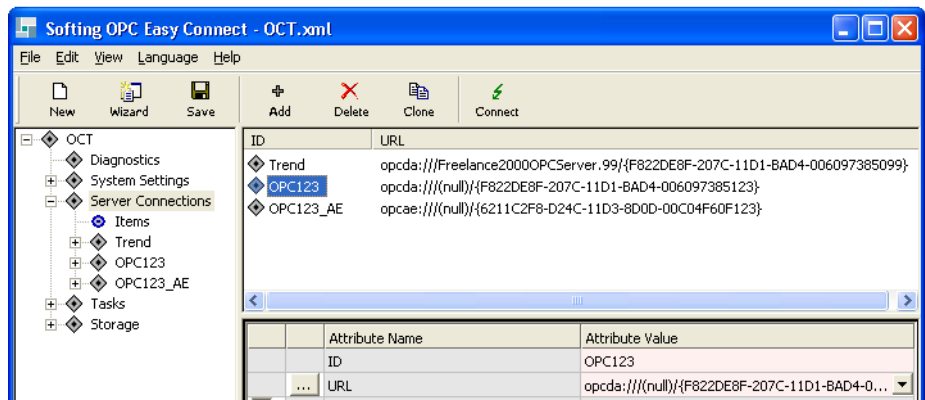 Softing OPC Easy Connect - OCT.xml
File Edit View Language Help
New Wizard Save Add Delete Clone Connect
OCT
Diagnostics
System Settings
Server Connections
Items
Trend
OPC123
OPC123_AE
Tasks
Storage
ID URL
Trend opcda:///Freelance2000OPCServer.99/{F822DE8F-207C-11D1-BAD4-006097385099}
OPC123 opcda:///(null)/{F822DE8F-207C-11D1-BAD4-006097385123}
OPC123_AE opcae:///(null)/{6211C2F8-D24C-11D3-8D0D-00C04F60F123}
Attribute Name Attribute Value
ID OPC123
... URL opcda:///(null)/{F822DE8F-207C-11D1-BAD4-0...